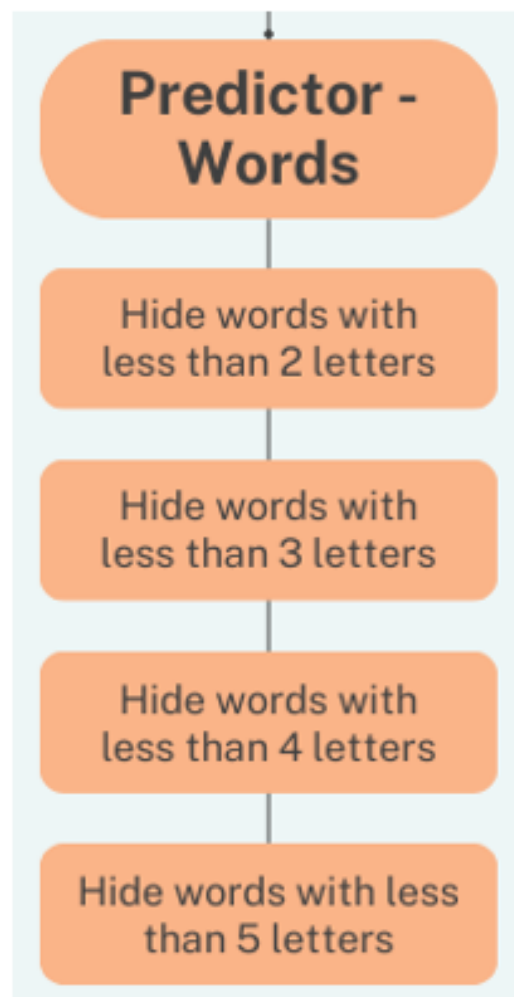 Predictor -
Words
Hide words with
less than 2 letters
Hide words with
less than 3 letters
Hide words with
less than 4 letters
Hide words with less
than 5 letters